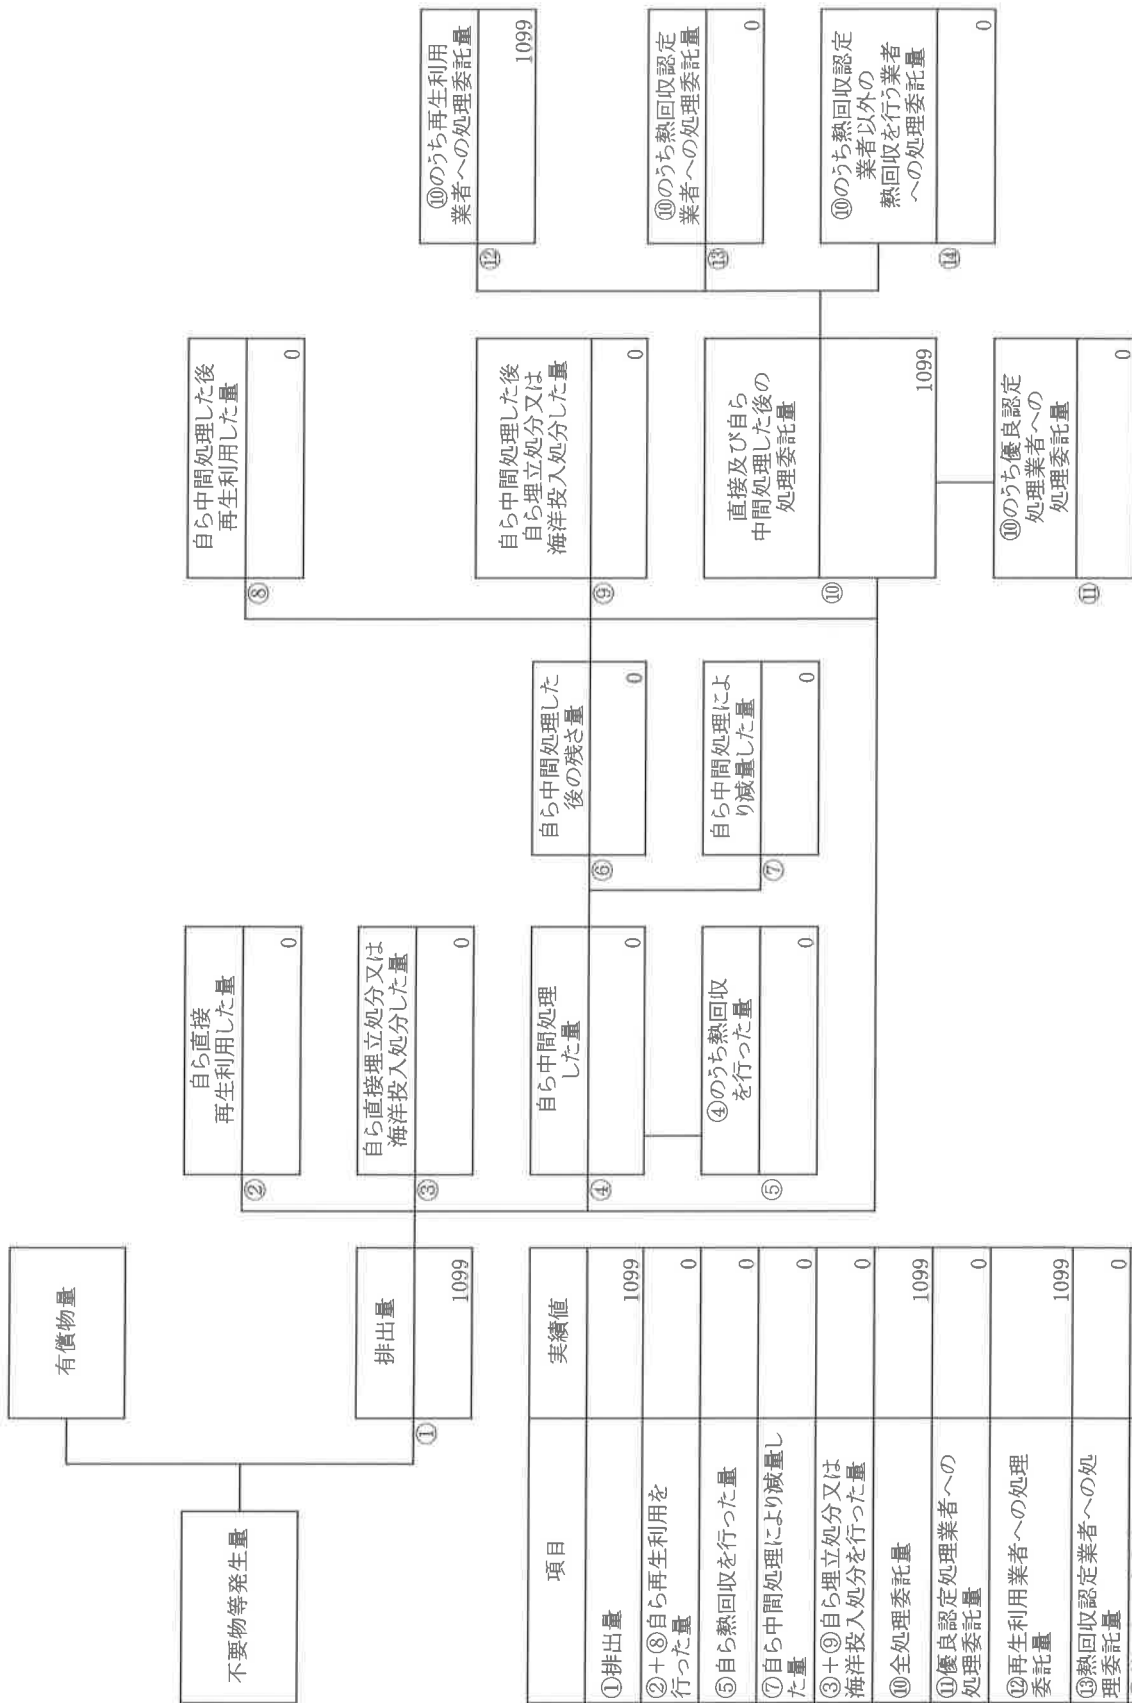 不要物等発生量
有償物量
①
排出量
1099
②
自ら直接
再生利用した量
0
③
自ら直接埋立処分又は
海洋投入処分した量
0
④
自ら中間処理
した量
0
⑤
④のうち熱回収
を行った量
0
⑥
自ら中間処理した
後の残さ量
0
⑦
自ら中間処理によ
り減量した量
0
⑧
自ら中間処理した後
再生利用した量
0
⑨
自ら中間処理した後
自ら埋立処分又は
海洋投入処分した量
0
⑩
直接及び自ら
中間処理した後の
処理委託量
1099
⑪
⑩のうち優良認定
処理業者への
処理委託量
0
⑫
⑩のうち再生利用
業者への処理委託量
1099
⑬
⑩のうち熱回収認定
業者への処理委託量
0
⑭
⑩のうち熱回収認定
業者以外の
熱回収を行う業者
への処理委託量
0
項目
実績値
①排出量
1099
②+⑧自ら再生利用を
行った量
0
⑤自ら熱回収を行った量
0
⑦自ら中間処理により減量し
た量
0
③+⑨自ら埋立処分又は
海洋投入処分を行った量
0
⑩全処理委託量
1099
⑪優良認定処理業者への
処理委託量
0
⑫再生利用業者への処理
委託量
1099
⑬熱回収認定業者への処
理委託量
0